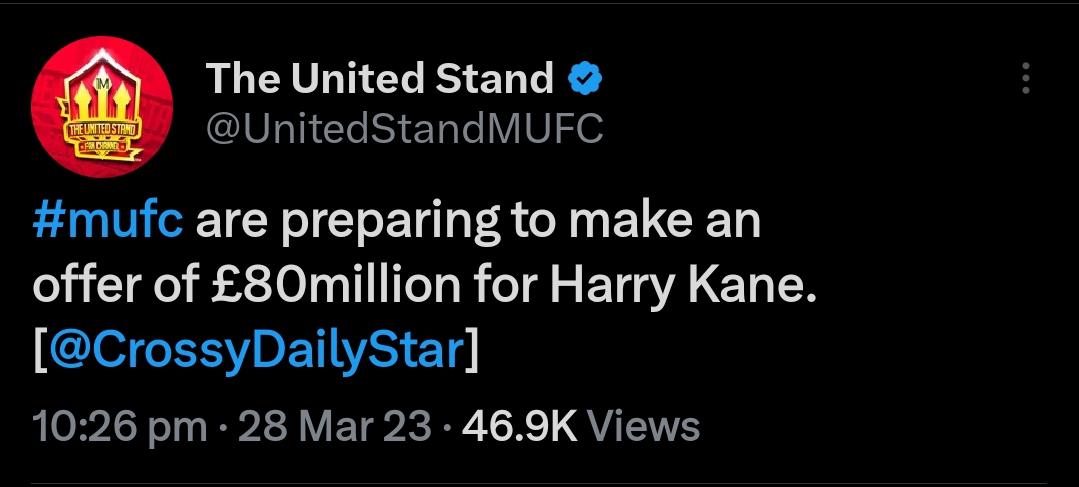 The United Stand
@UnitedStandMUFC
1M
THE UNITED STAND
FAN CHANNEL
#mufc are preparing to make an
offer of £80million for Harry Kane.
[@CrossyDailyStar]
10:26 pm · 28 Mar 23 · 46.9K Views